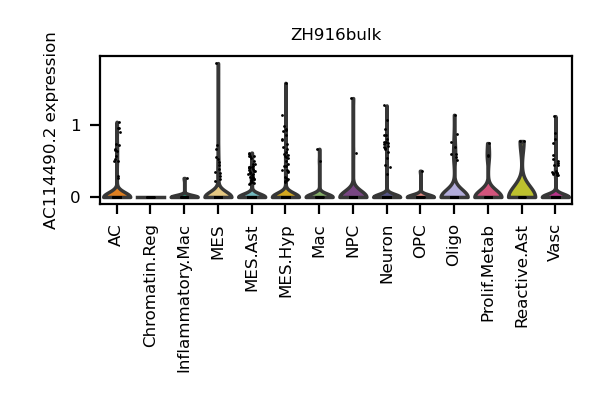 ZH916bulk
AC114490.2 expression
1
0
AC
Chromatin.Reg
Inflammatory.Mac
MES
MES.Ast
MES.Hyp
Mac
NPC
Neuron
OPC
Oligo
Prolif.Metab
Reactive.Ast
Vasc